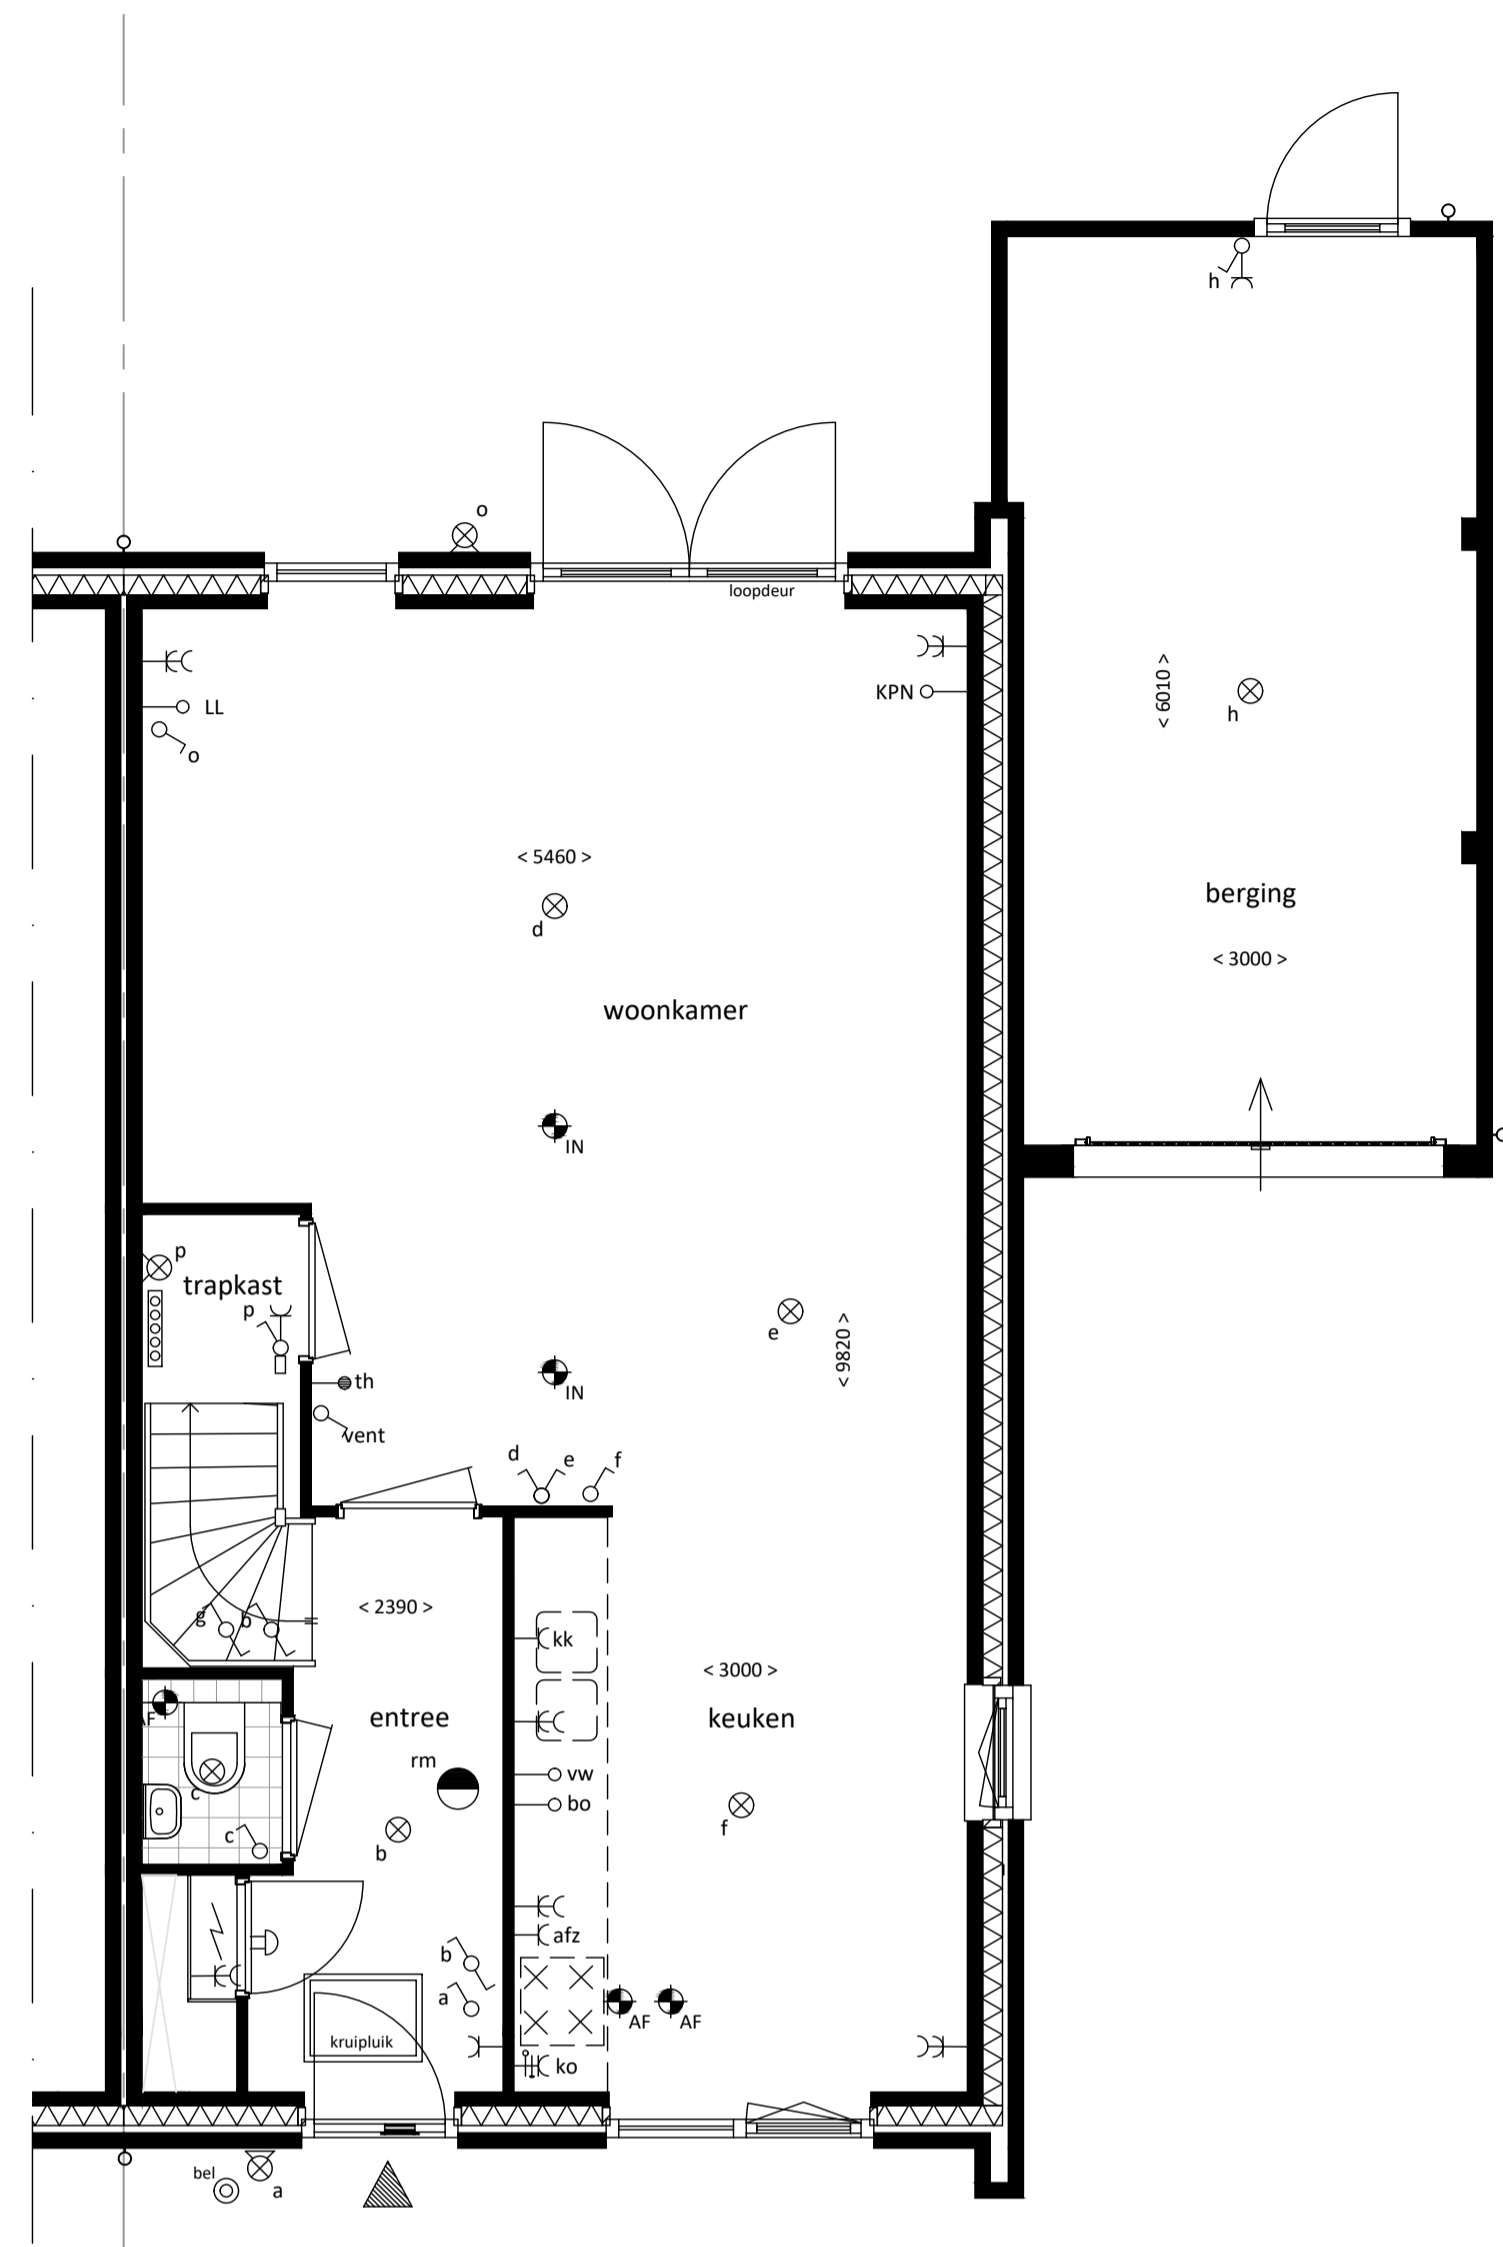 h
o
loopdeur
LL
KPN
o
< 6010 >
h
< 5460 >
d
berging
< 3000 >
woonkamer
IN
p
trapkast
p
e
< 9820 >
th
IN
vent
d
e
f
g
b
< 2390 >
kk
< 3000 >
entree
keuken
rm
c
vw
bo
f
c
b
afz
b
a
AF
AF
kruipluik
ko
bel
a